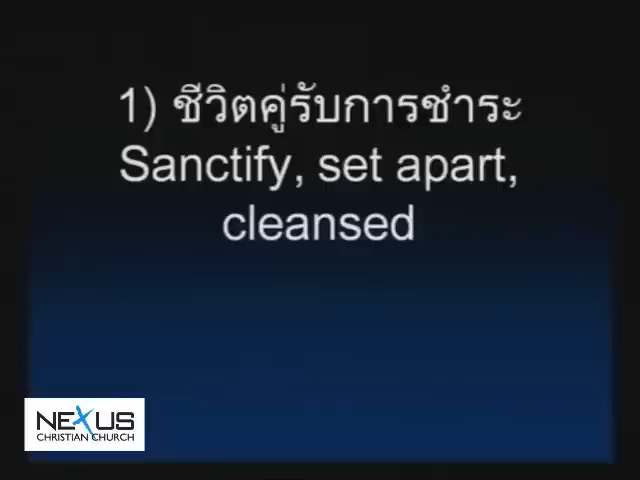 1) ชีวิตคู่รับการชำระ
Sanctify, set apart,
cleansed
NEXUS
CHRISTIAN CHURCH